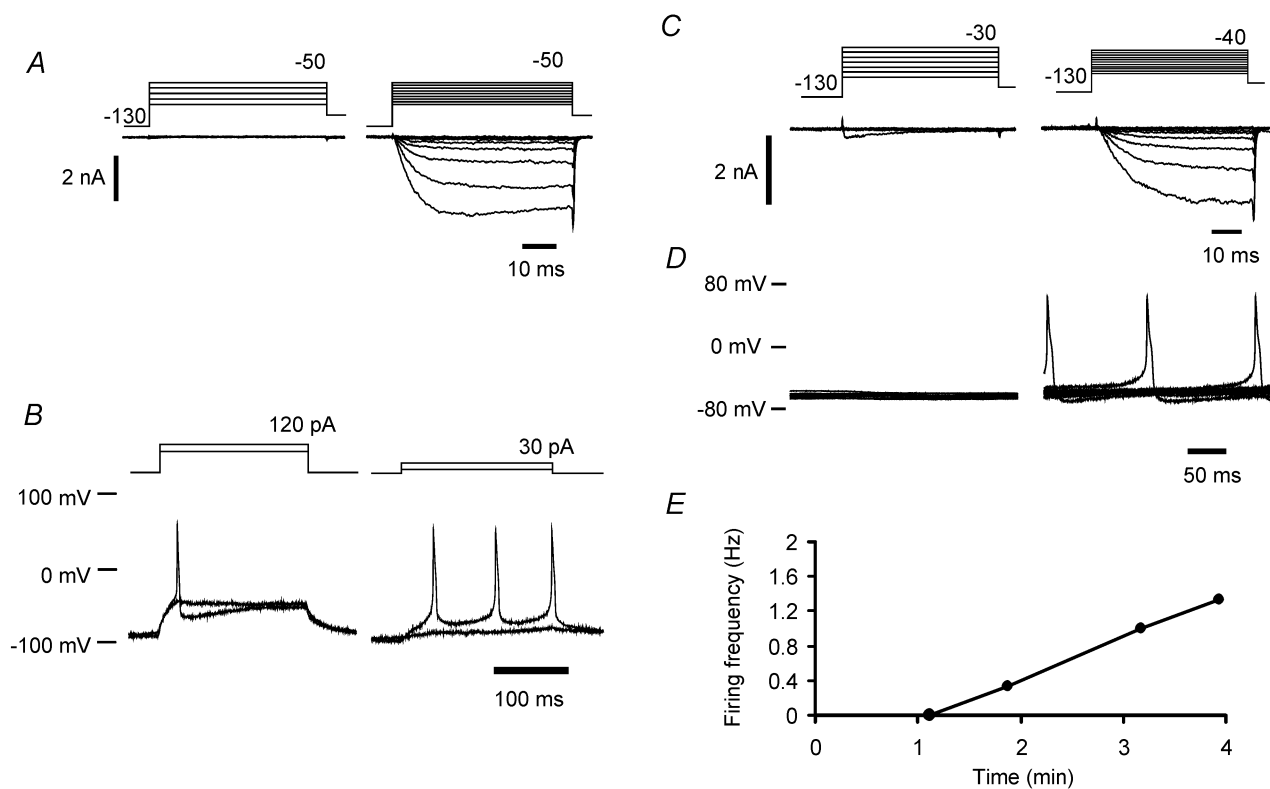 A
-50
-50
-130
2 nA
10 ms
B
120 pA
30 pA
100 mV
0 mV
-100 mV
100 ms
C
-30
-40
-130
-130
2 nA
10 ms
D
80 mV
0 mV
-80 mV
50 ms
E
Firing frequency (Hz)
2
1.6
1.2
0.8
0.4
0
0 1 2 3 4
Time (min)